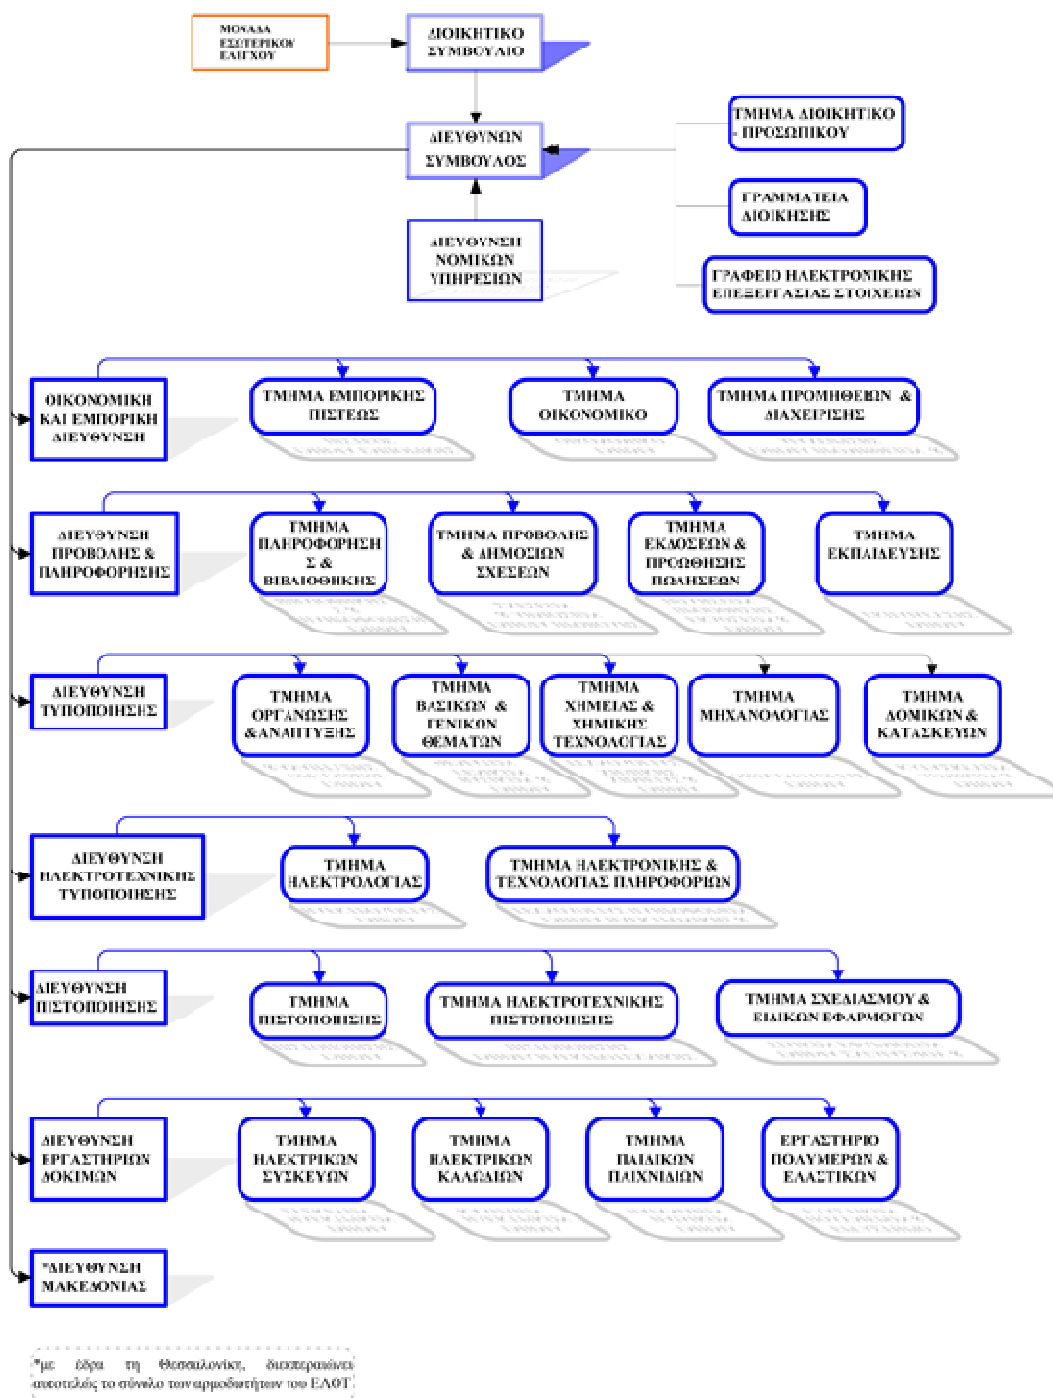 ΜΟΝΑΔΑ
ΕΣΩΤΕΡΙΚΟΥ
ΕΛΕΓΧΟΥ
ΔΙΟΙΚΗΤΙΚΟ
ΣΥΜΒΟΥΛΙΟ
ΔΙΕΥΘΥΝΩΝ
ΣΥΜΒΟΥΛΟΣ
ΤΜΗΜΑ ΔΙΟΙΚΗΤΙΚΟ
- ΠΡΟΣΩΠΙΚΟΥ
ΓΡΑΜΜΑΤΕΙΑ
ΔΙΟΙΚΗΣΗΣ
ΔΙΕΥΘΥΝΣΗ
ΝΟΜΙΚΩΝ
ΥΠΗΡΕΣΙΩΝ
ΓΡΑΦΕΙΟ ΗΛΕΚΤΡΟΝΙΚΗΣ
ΕΠΕΞΕΡΓΑΣΙΑΣ ΣΤΟΙΧΕΙΩΝ
ΟΙΚΟΝΟΜΙΚΗ
ΚΑΙ ΕΜΠΟΡΙΚΗ
ΔΙΕΥΘΥΝΣΗ
ΤΜΗΜΑ ΕΜΠΟΡΙΚΗΣ
ΠΙΣΤΕΩΣ
ΤΜΗΜΑ
ΟΙΚΟΝΟΜΙΚΟ
ΤΜΗΜΑ ΠΡΟΜΗΘΕΙΩΝ &
ΔΙΑΧΕΙΡΙΣΗΣ
ΔΙΕΥΘΥΝΣΗ
ΠΡΟΒΟΛΗΣ &
ΠΛΗΡΟΦΟΡΗΣΗΣ
ΤΜΗΜΑ
ΠΛΗΡΟΦΟΡΗΣΗ
Σ &
ΒΙΒΛΙΟΘΗΚΗΣ
ΤΜΗΜΑ ΠΡΟΒΟΛΗΣ
& ΔΗΜΟΣΙΩΝ
ΣΧΕΣΕΩΝ
ΤΜΗΜΑ
ΕΚΔΟΣΕΩΝ &
ΠΡΟΩΘΗΣΗΣ
ΠΩΛΗΣΕΩΝ
ΤΜΗΜΑ
ΕΚΠΑΙΔΕΥΣΗΣ
ΔΙΕΥΘΥΝΣΗ
ΤΥΠΟΠΟΙΗΣΗΣ
ΤΜΗΜΑ
ΟΡΓΑΝΩΣΗΣ
& ΑΝΑΠΤΥΞΗΣ
ΤΜΗΜΑ
ΒΑΣΙΚΩΝ &
ΓΕΝΙΚΩΝ
ΘΕΜΑΤΩΝ
ΤΜΗΜΑ
ΧΗΜΕΙΑΣ &
ΧΗΜΙΚΗΣ
ΤΕΧΝΟΛΟΓΙΑΣ
ΤΜΗΜΑ
ΜΗΧΑΝΟΛΟΓΙΑΣ
ΤΜΗΜΑ
ΔΟΜΙΚΩΝ &
ΚΑΤΑΣΚΕΥΩΝ
ΔΙΕΥΘΥΝΣΗ
ΗΛΕΚΤΡΟΤΕΧΝΙΚΗΣ
ΤΥΠΟΠΟΙΗΣΗΣ
ΤΜΗΜΑ
ΗΛΕΚΤΡΟΛΟΓΙΑΣ
ΤΜΗΜΑ ΗΛΕΚΤΡΟΝΙΚΗΣ &
ΤΕΧΝΟΛΟΓΙΑΣ ΠΛΗΡΟΦΟΡΙΩΝ
ΔΙΕΥΘΥΝΣΗ
ΠΙΣΤΟΠΟΙΗΣΗΣ
ΤΜΗΜΑ
ΠΙΣΤΟΠΟΙΗΣΗΣ
ΤΜΗΜΑ ΗΛΕΚΤΡΟΤΕΧΝΙΚΗΣ
ΠΙΣΤΟΠΟΙΗΣΗΣ
ΤΜΗΜΑ ΣΧΕΔΙΑΣΜΟΥ &
ΕΙΔΙΚΩΝ ΕΦΑΡΜΟΓΩΝ
ΔΙΕΥΘΥΝΣΗ
ΕΡΓΑΣΤΗΡΙΩΝ
ΔΟΚΙΜΩΝ
ΤΜΗΜΑ
ΗΛΕΚΤΡΙΚΩΝ
ΣΥΣΚΕΥΩΝ
ΤΜΗΜΑ
ΗΛΕΚΤΡΙΚΩΝ
ΚΑΛΩΔΙΩΝ
ΤΜΗΜΑ
ΠΑΙΔΙΚΩΝ
ΠΑΙΧΝΙΔΙΩΝ
ΕΡΓΑΣΤΗΡΙΟ
ΠΟΛΥΜΕΡΩΝ &
ΕΛΑΣΤΙΚΩΝ
*ΔΙΕΥΘΥΝΣΗ
ΜΑΚΕΔΟΝΙΑΣ
*με έδρα τη Θεσσαλονίκη, διεκπεραιώνει
αυτοτελώς το σύνολο των αρμοδιοτήτων του ΕΛΟΤ